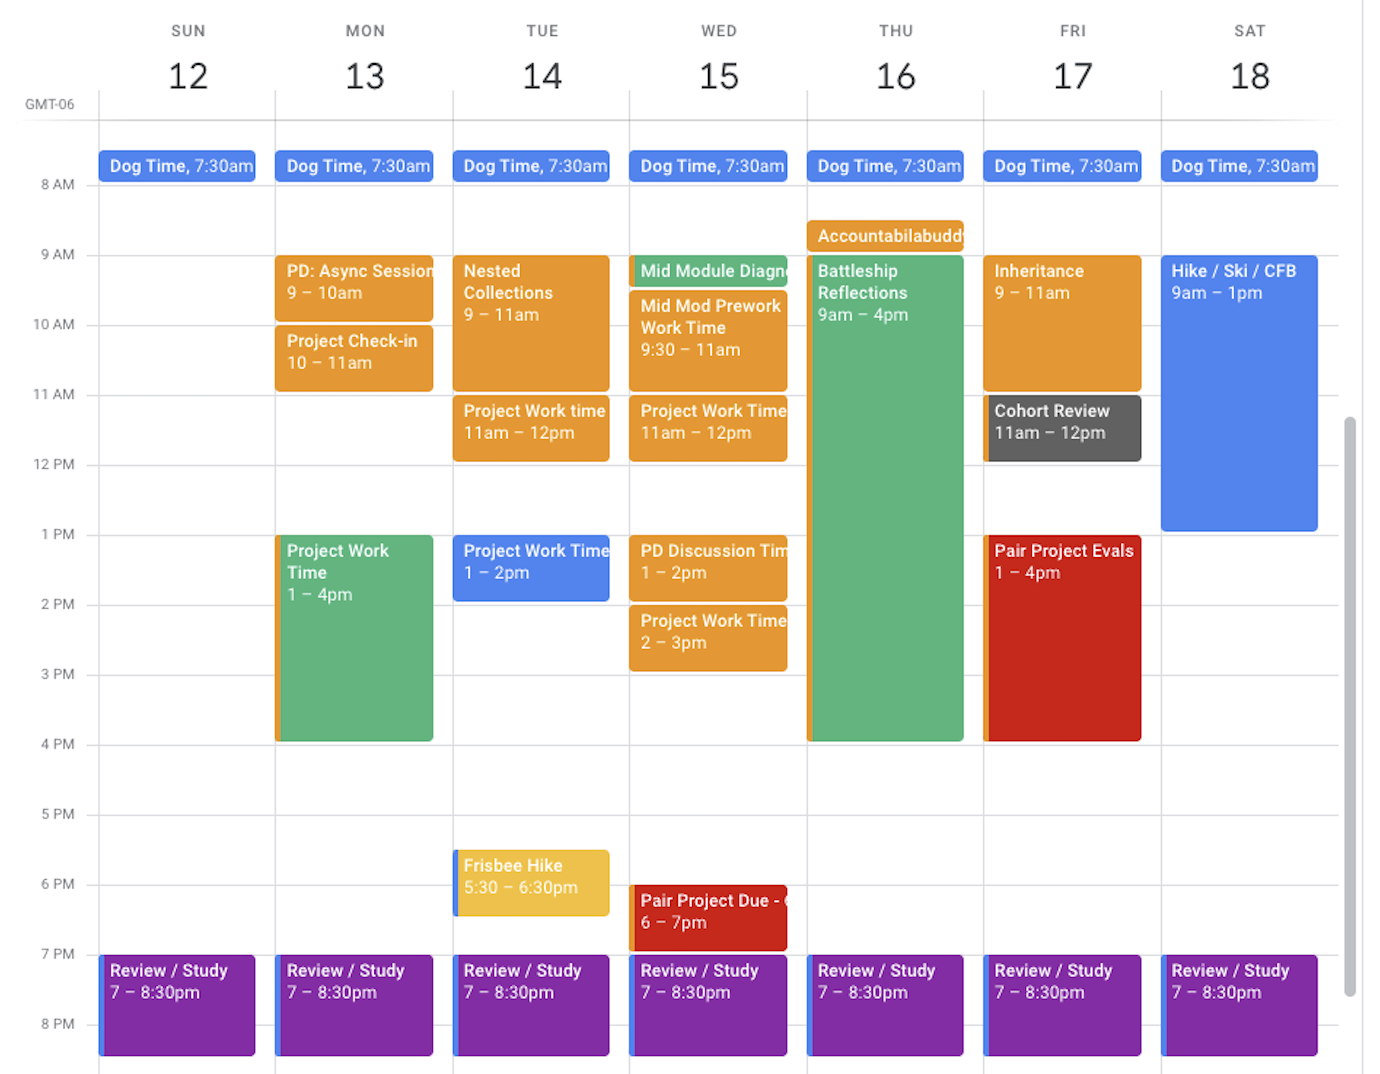 SUN
MON
TUE
WED
THU
FRI
SAT
12
13
14
15
16
17
18
GMT-06
Dog Time, 7:30am
Dog Time, 7:30am
Dog Time, 7:30am
Dog Time, 7:30am
Dog Time, 7:30am
Dog Time, 7:30am
Dog Time, 7:30am
8 AM
Accountabilabuddy
9 AM
PD: Async Session
9 – 10am
Nested
Collections
9 – 11am
Mid Module Diagn
Battleship
Reflections
9am – 4pm
Inheritance
9 – 11am
Hike / Ski / CFB
9am – 1pm
Mid Mod Prework
Work Time
9:30 – 11am
10 AM
Project Check-in
10 – 11am
11 AM
Project Work time
11am – 12pm
Project Work Time
11am – 12pm
Cohort Review
11am – 12pm
12 PM
1 PM
Project Work
Time
1 – 4pm
Project Work Time
1 – 2pm
PD Discussion Tim
1 – 2pm
Pair Project Evals
1 – 4pm
2 PM
Project Work Time
2 – 3pm
3 PM
4 PM
5 PM
Frisbee Hike
5:30 – 6:30pm
6 PM
Pair Project Due -
6 – 7pm
7 PM
Review / Study
7 – 8:30pm
Review / Study
7 – 8:30pm
Review / Study
7 – 8:30pm
Review / Study
7 – 8:30pm
Review / Study
7 – 8:30pm
Review / Study
7 – 8:30pm
Review / Study
7 – 8:30pm
8 PM